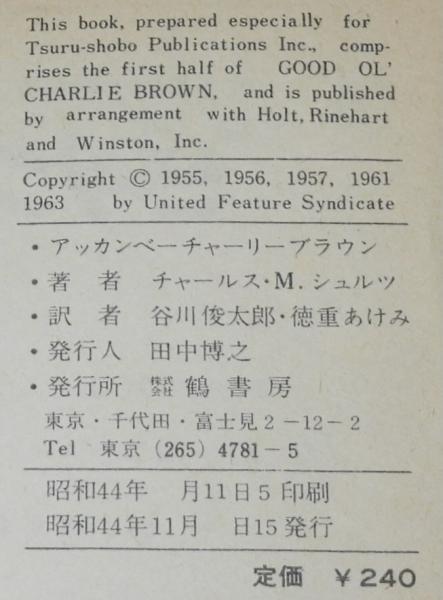 This book, prepared especially for
Tsuru-shobo Publications Inc., comp-
rises the first half of GOOD OL'
CHARLIE BROWN, and is published
by arrangement with Holt, Rinehart
and Winston, Inc.
Copyright © 1955, 1956, 1957, 1961
1963 by United Feature Syndicate
・アッカンベーチャーリーブラウン
・著者 チャールス・M.シュルツ
・訳者 谷川俊太郎・徳重あけみ
・発行人 田中博之
・発行所 株式会社 鶴書房
東京・千代田・富士見2-12-2
Tel 東京 (265) 4781-5
昭和44年 月11日5印刷
昭和44年11月 日15発行
定価 ¥240